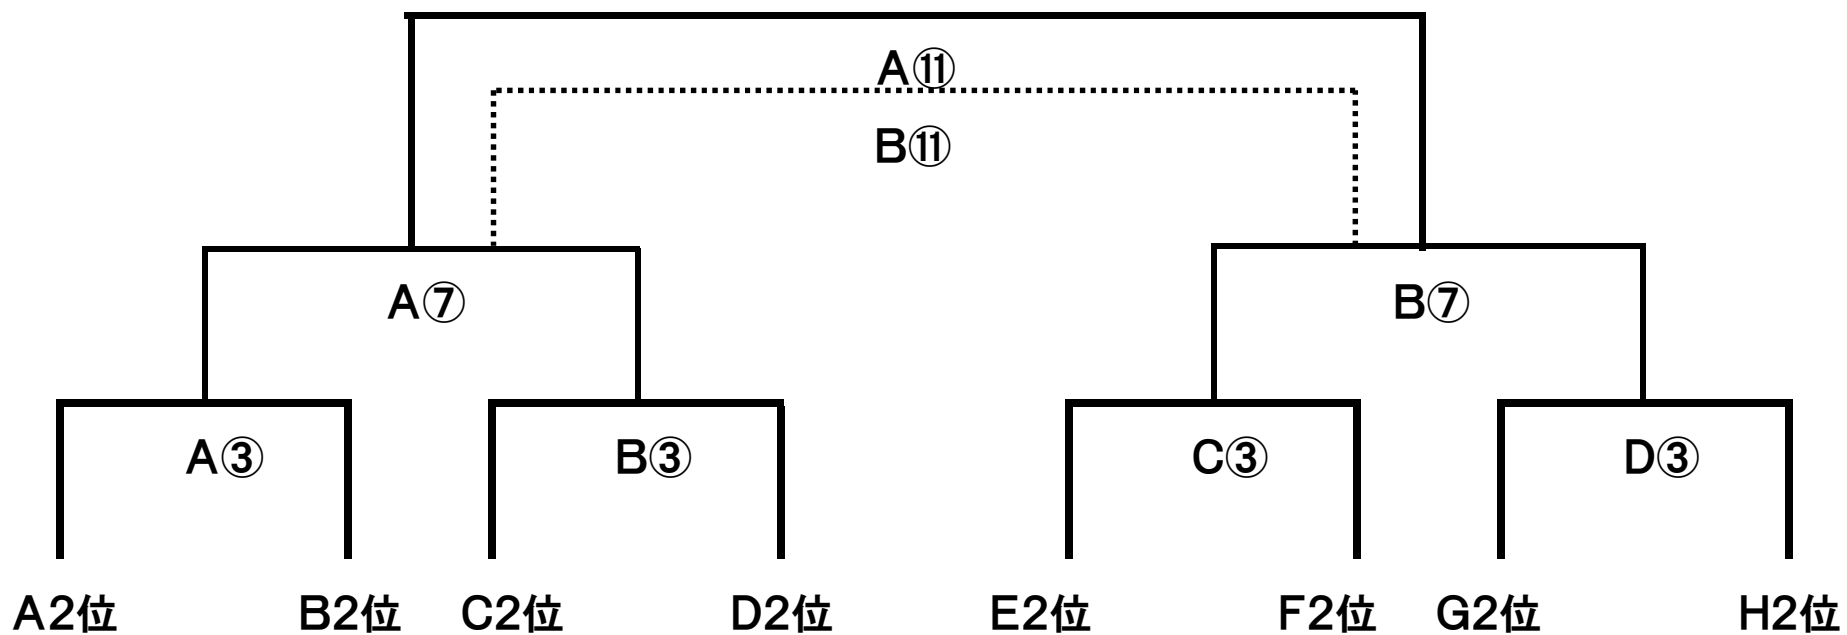 A⑪
B⑪
A⑦ B⑦
A③ B③ C③ D③
A2位 B2位 C2位 D2位 E2位 F2位 G2位 H2位